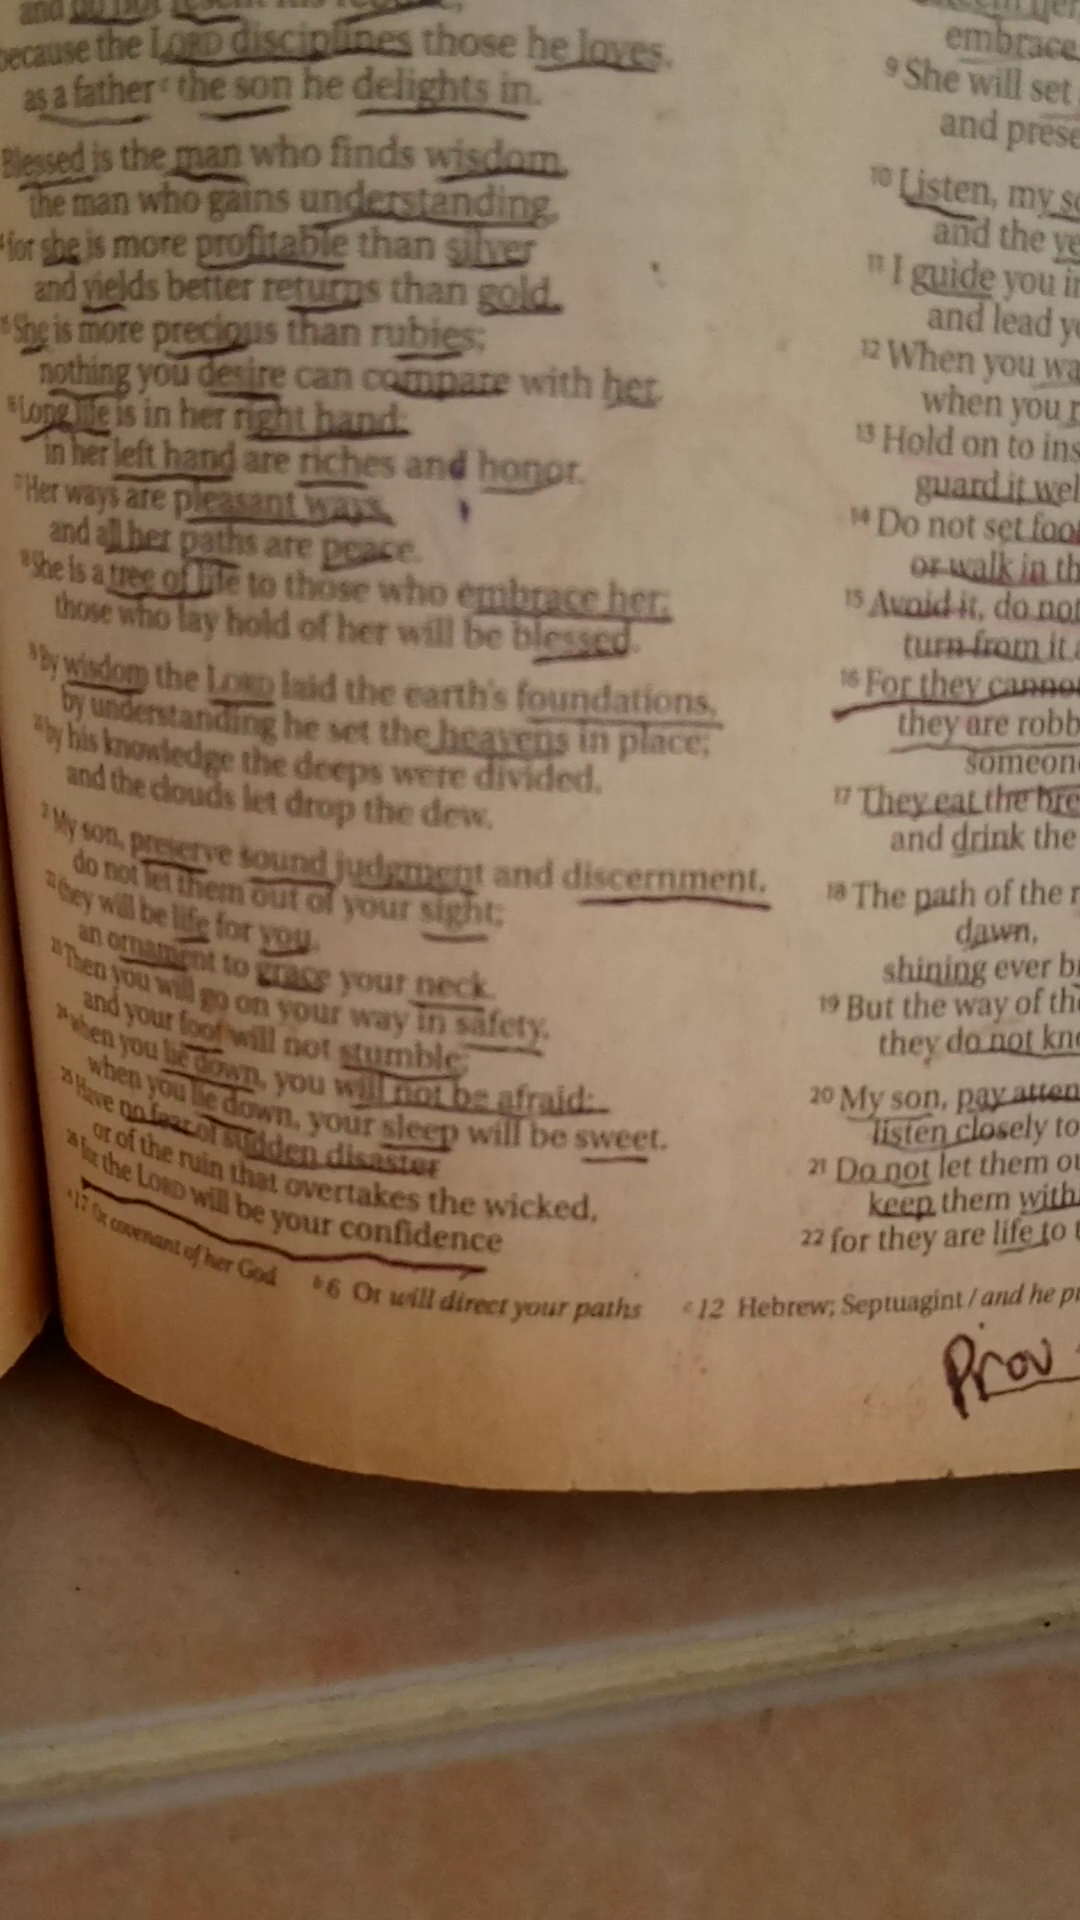 and do not resent his
because the LORD disciplines those he loves,
as a father c the son he delights in.
Blessed is the man who finds wisdom,
the man who gains understanding,
for she is more profitable than silver
and yields better returns than gold.
15 She is more precious than rubies;
nothing you desire can compare with her.
6 Long life is in her right hand;
in her left hand are riches and honor.
7 Her ways are pleasant ways,
and all her paths are peace.
8 She is a tree of life to those who embrace her;
those who lay hold of her will be blessed.
By wisdom the LORD laid the earth's foundations,
by understanding he set the heavens in place;
by his knowledge the deeps were divided,
and the clouds let drop the dew.
My son, preserve sound judgment and discernment,
do not let them out of your sight;
22 they will be life for you,
an ornament to grace your neck.
23 Then you will go on your way in safety,
and your foot will not stumble;
24 when you lie down, you will not be afraid;
when you lie down, your sleep will be sweet.
25 Have no fear of sudden disaster
or of the ruin that overtakes the wicked,
26 for the LORD will be your confidence
a 17 Or covenant of her God b 6 Or will direct your paths c 12 Hebrew; Septuagint / and he
embrace
9 She will set
and
10 Listen, my
and the
11 I guide you
and lead
12 When you
when you
13 Hold on to
guard it
14 Do not set
or walk in
15 Avoid it, do not
turn from it
16 For they
they are
17 They eat the
and drink the
18 The path of the
dawn,
shining ever
19 But the way of
they do not
20 My son, pay
listen closely to
21 Do not let them
keep them
22 for they are life to
Prov